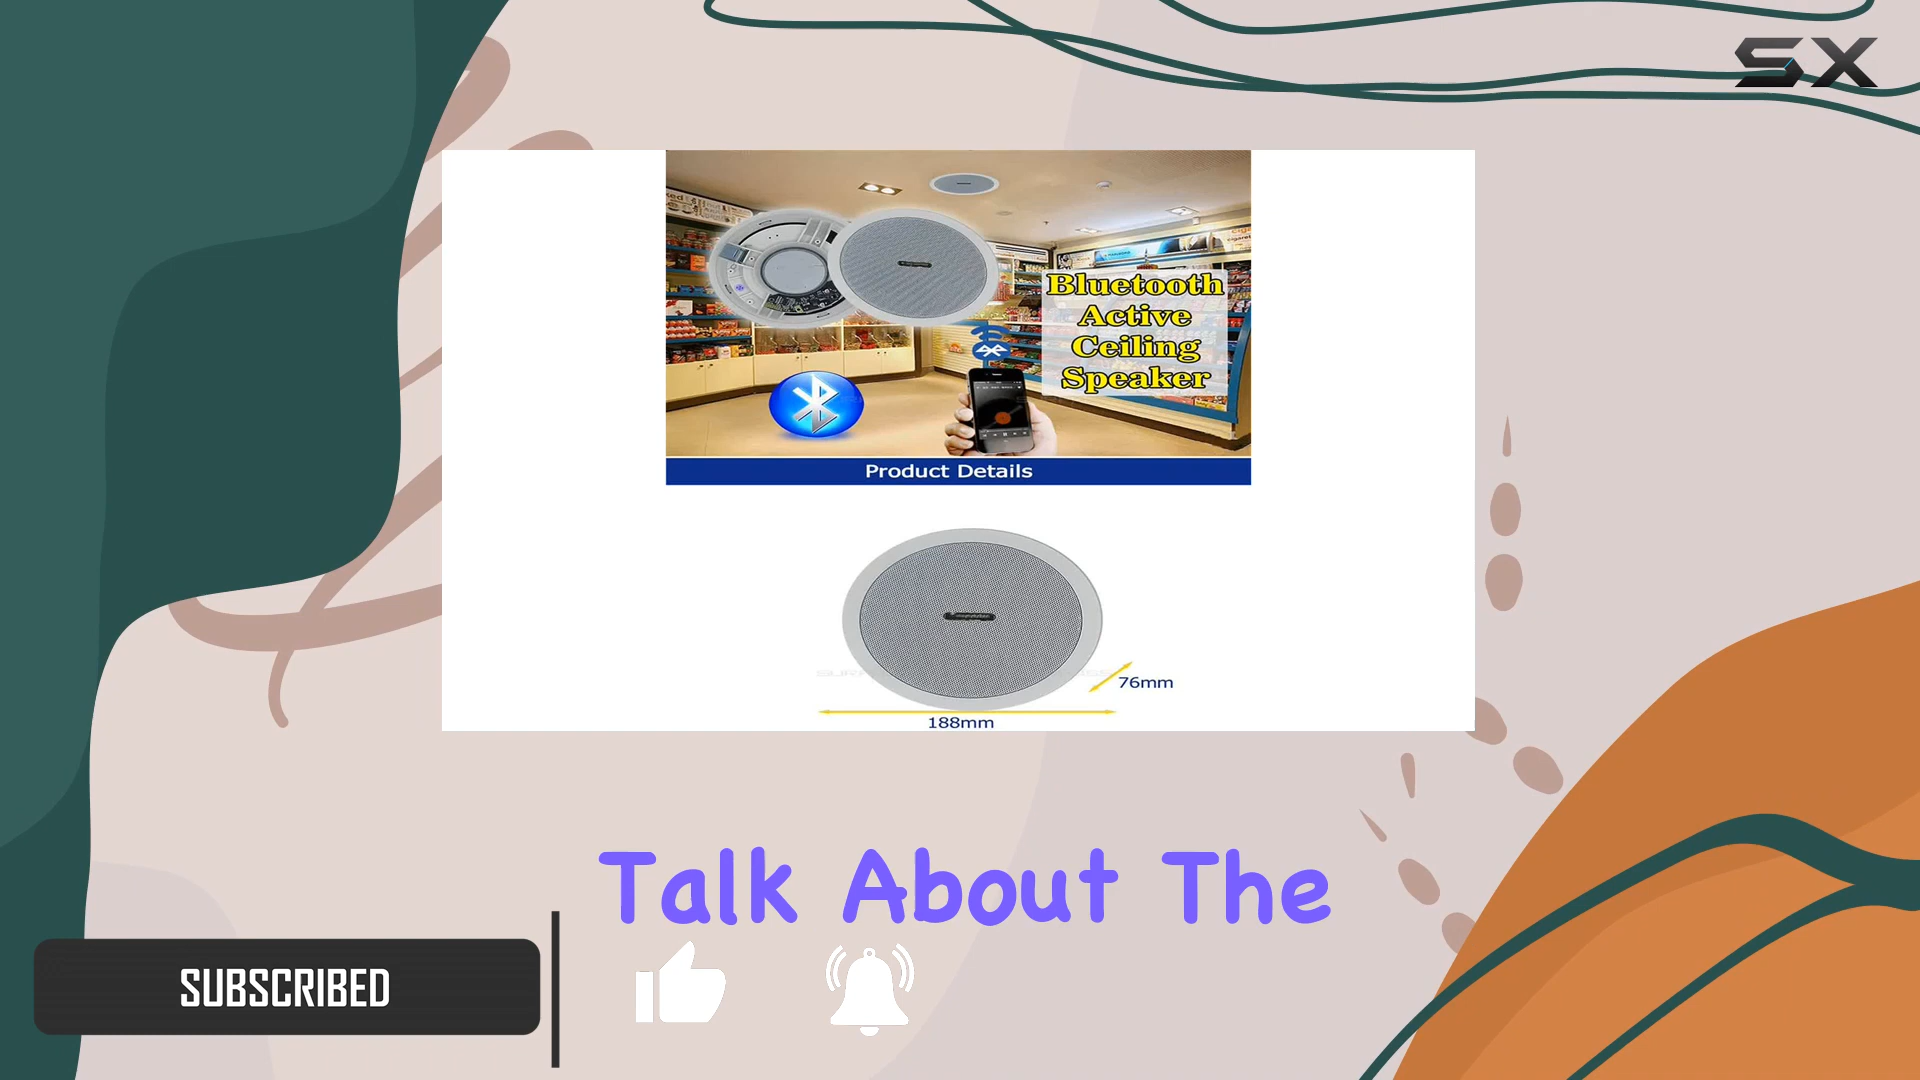 SX
Bluetooth
Active
Ceiling
Speaker
Product Details
76mm
188mm
Talk About The
SUBSCRIBED